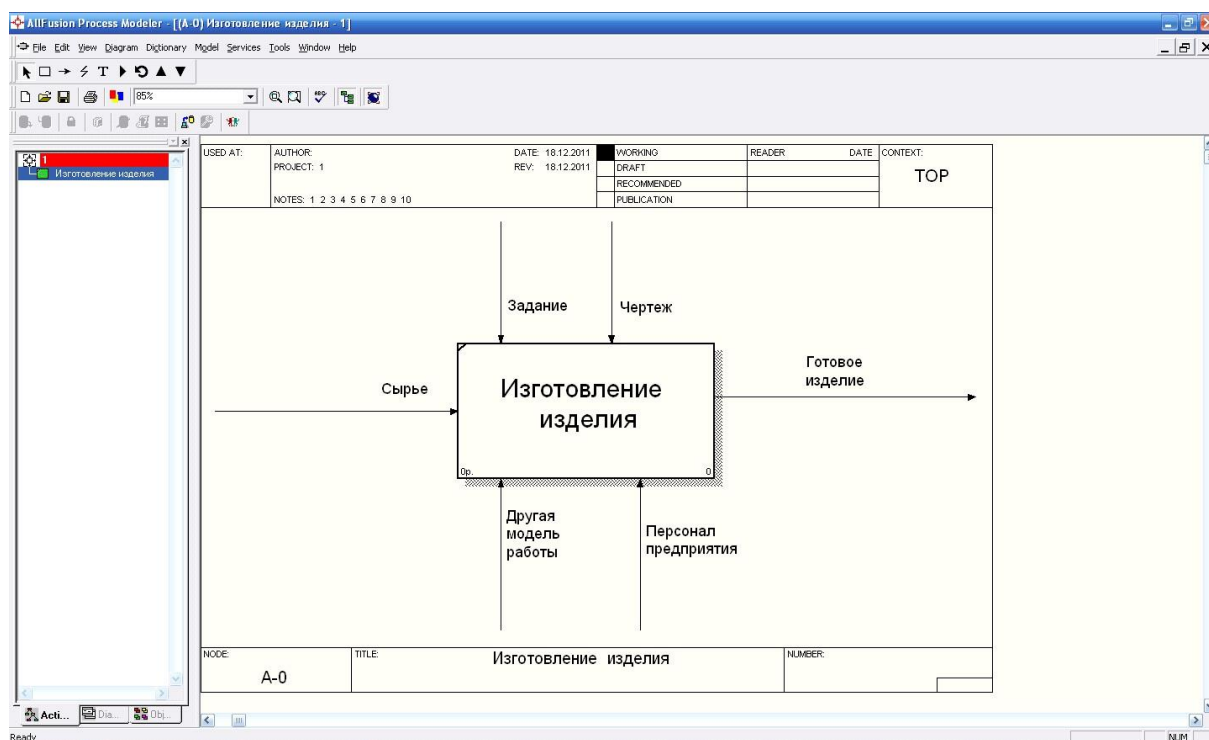 AllFusion Process Modeler - [(A-0) Изготовление изделия - 1]
File Edit View Diagram Dictionary Model Services Tools Window Help
85%
1
Изготовление изделия
USED AT:
AUTHOR:
DATE: 18.12.2011
WORKING
READER
DATE
CONTEXT:
PROJECT: 1
REV: 18.12.2011
DRAFT
TOP
RECOMMENDED
NOTES: 1 2 3 4 5 6 7 8 9 10
PUBLICATION
Задание
Чертеж
Сырье
Изготовление
изделия
Готовое
изделие
0р.
0
Другая
модель
работы
Персонал
предприятия
NODE:
TITLE:
NUMBER:
A-0
Изготовление изделия
Acti...
Dia...
Obj...
Ready
NUM